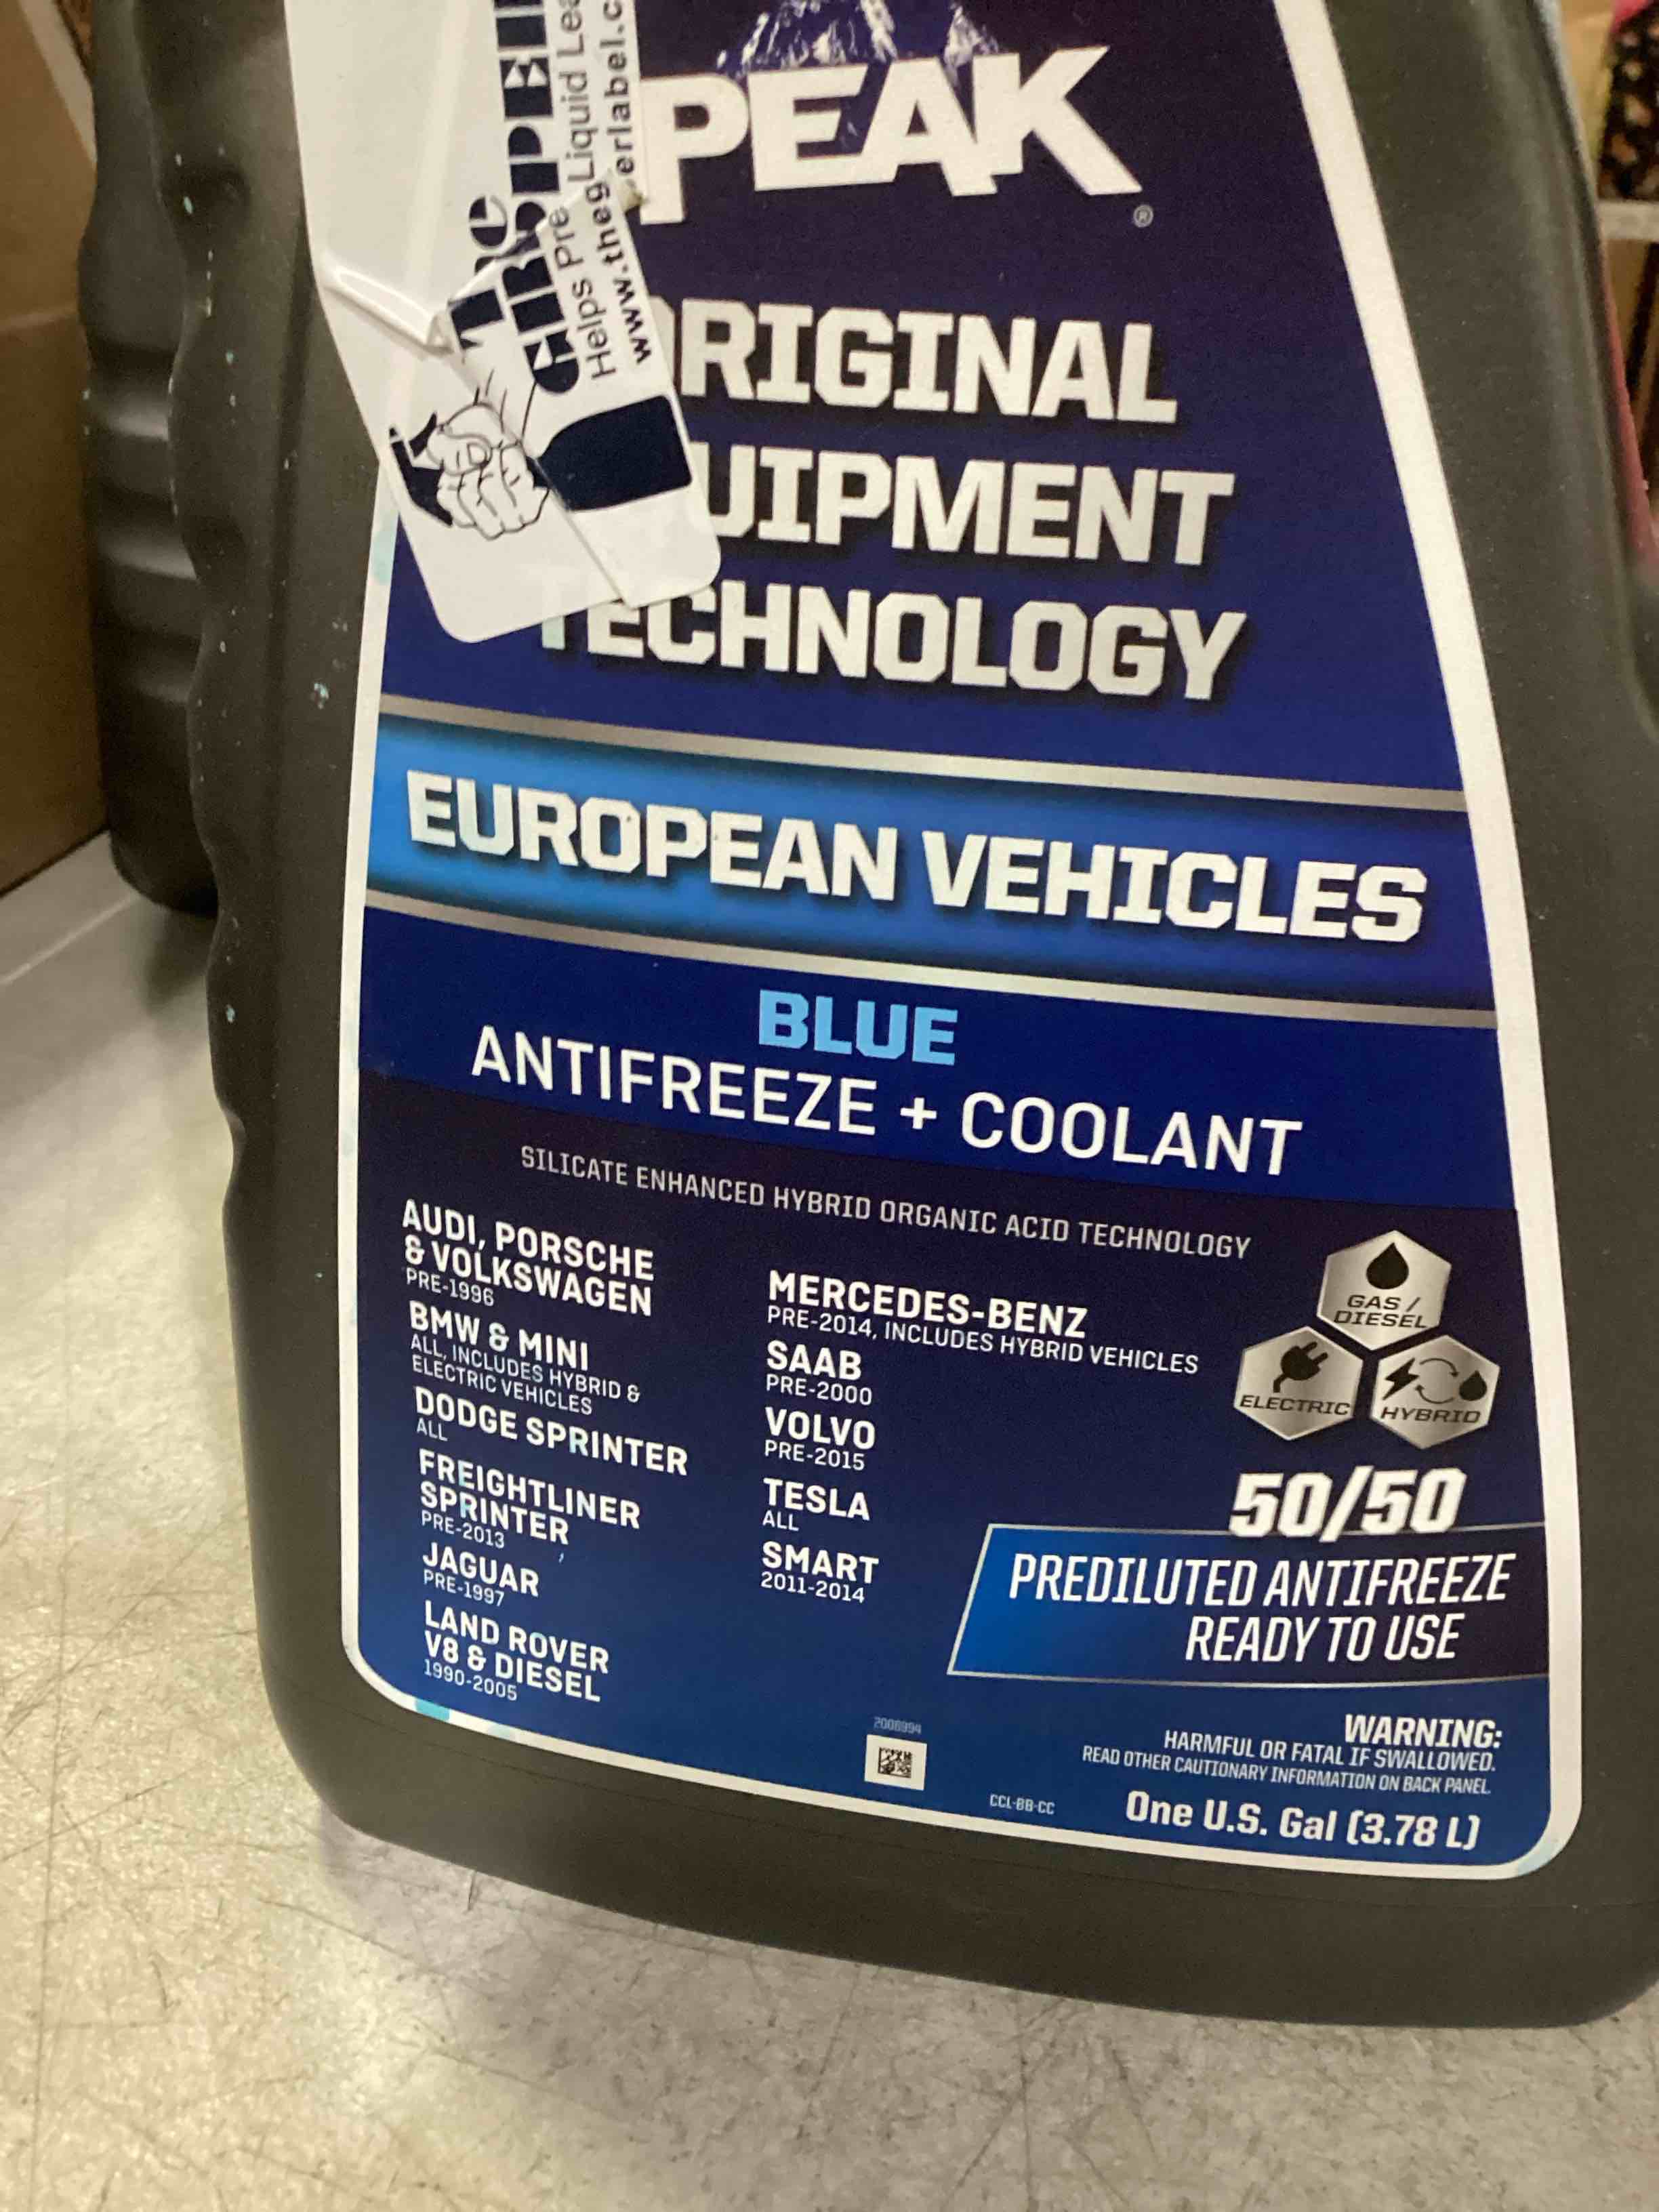 PEAK
®
The
Helps Pre Liquid Lea
www.theg erlabel.c
RIGINAL
UIPMENT
TECHNOLOGY
EUROPEAN VEHICLES
BLUE
ANTIFREEZE + COOLANT
SILICATE ENHANCED HYBRID ORGANIC ACID TECHNOLOGY
AUDI, PORSCHE
& VOLKSWAGEN
PRE-1996
BMW & MINI
ALL, INCLUDES HYBRID &
ELECTRIC VEHICLES
DODGE SPRINTER
ALL
FREIGHTLINER
SPRINTER
PRE-2013
JAGUAR
PRE-1997
LAND ROVER
V8 & DIESEL
1990-2005
MERCEDES-BENZ
PRE-2014, INCLUDES HYBRID VEHICLES
SAAB
PRE-2000
VOLVO
PRE-2015
TESLA
ALL
SMART
2011-2014
GAS /
DIESEL
ELECTRIC
HYBRID
50/50
PREDILUTED ANTIFREEZE
READY TO USE
2006994
CCL-BB-CC
WARNING:
HARMFUL OR FATAL IF SWALLOWED.
READ OTHER CAUTIONARY INFORMATION ON BACK PANEL.
One U.S. Gal (3.78 L)